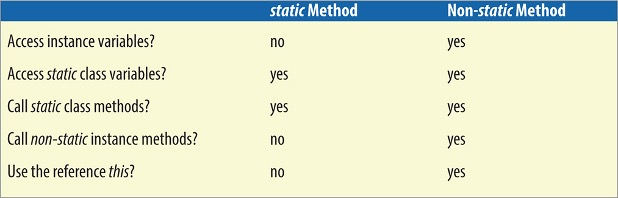 static Method Non-static Method
Access instance variables? no yes
Access static class variables? yes yes
Call static class methods? yes yes
Call non-static instance methods? no yes
Use the reference this? no yes